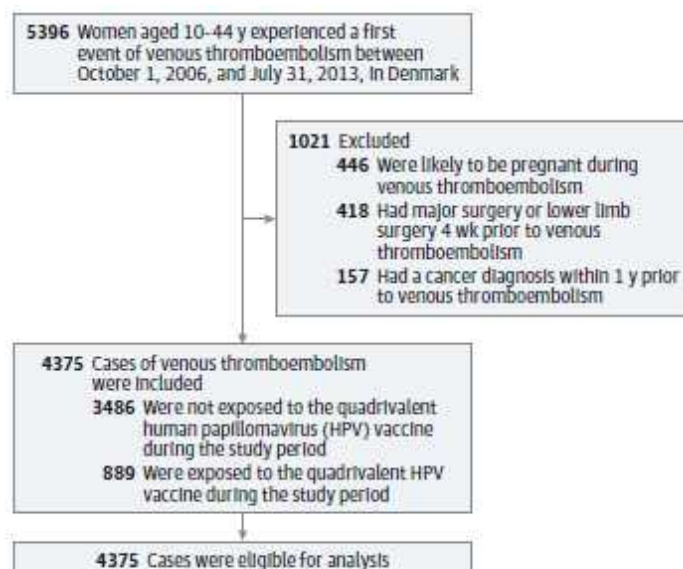 5396 Women aged 10-44 y experienced a first
event of venous thromboembolism between
October 1, 2006, and July 31, 2013, in Denmark
1021 Excluded
446 Were likely to be pregnant during
venous thromboembolism
418 Had major surgery or lower limb
surgery 4 wk prior to venous
thromboembolism
157 Had a cancer diagnosis within 1 y prior
to venous thromboembolism
4375 Cases of venous thromboembolism
were included
3486 Were not exposed to the quadrivalent
human papillomavirus (HPV) vaccine
during the study period
889 Were exposed to the quadrivalent HPV
vaccine during the study period
4375 Cases were eligible for analysis